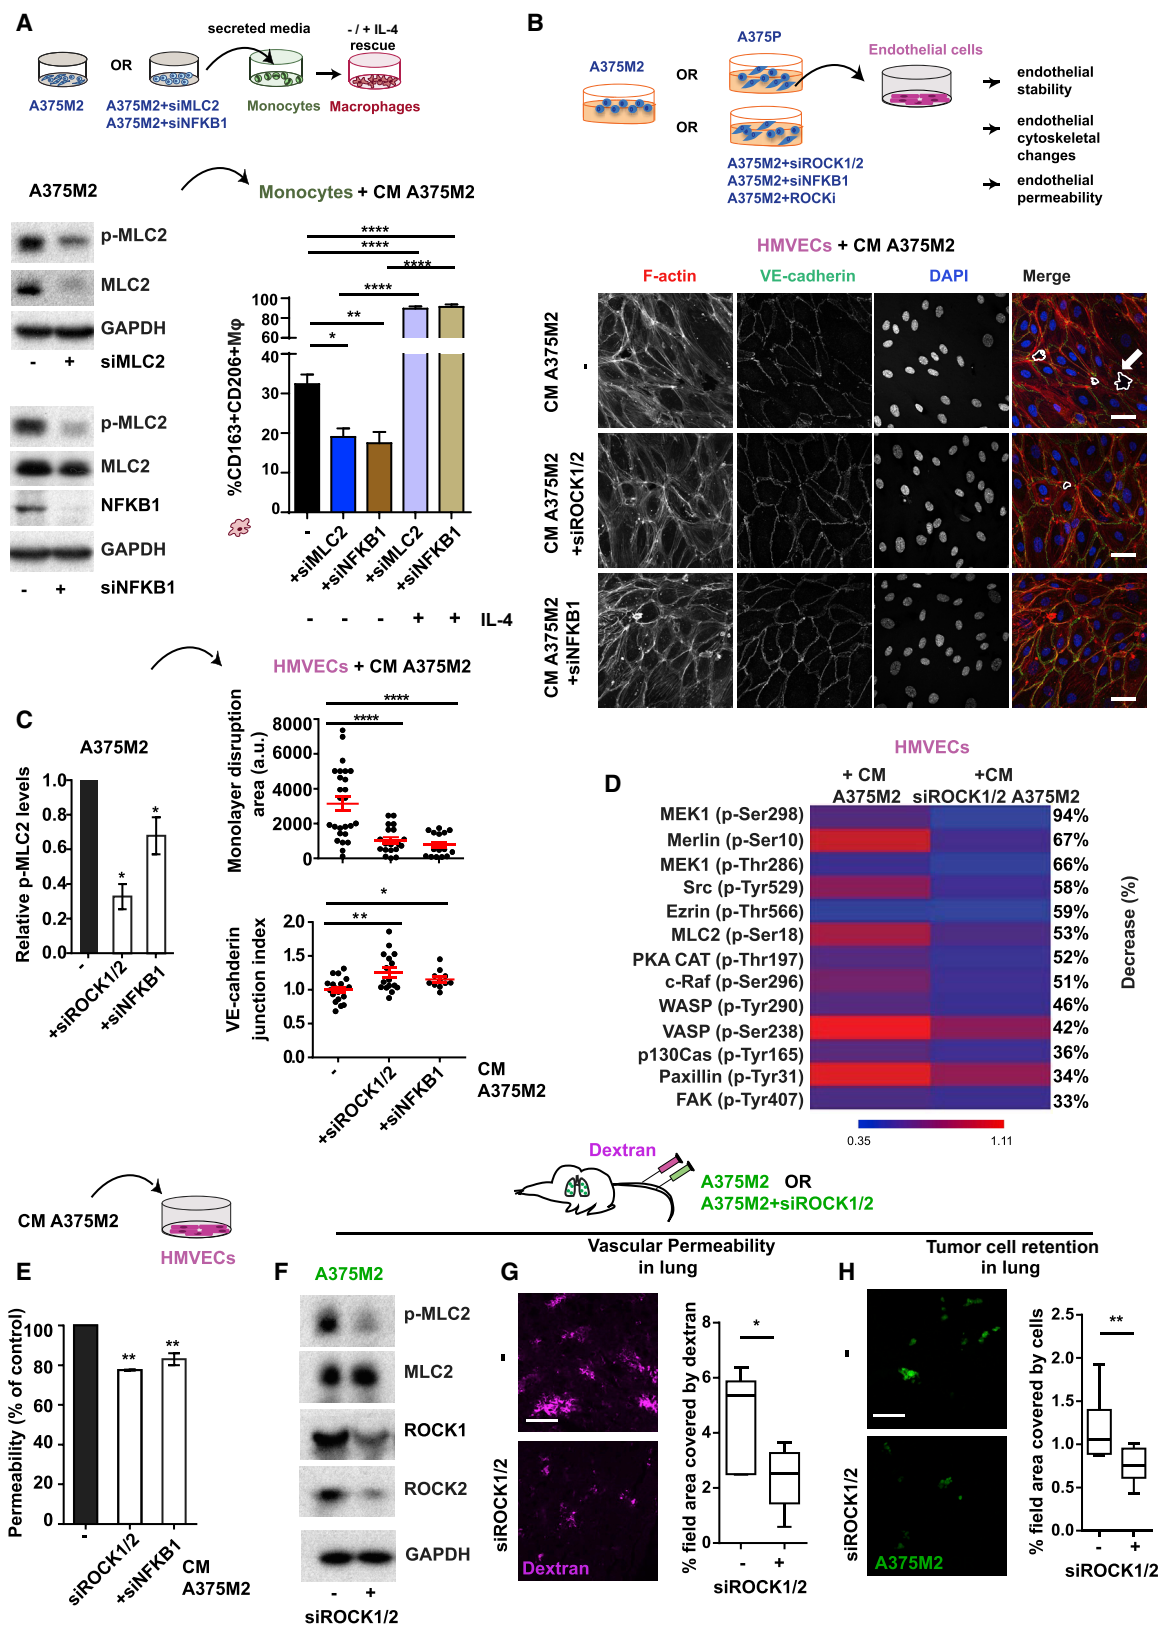 A
secreted media
- / + IL-4
rescue
OR
A375M2
A375M2+siMLC2
A375M2+siNFKB1
Monocytes
Macrophages
A375M2
Monocytes + CM A375M2
p-MLC2
MLC2
GAPDH
- + siMLC2
p-MLC2
MLC2
NFKB1
GAPDH
- + siNFKB1
%CD163+CD206+Mφ
100
80
60
40
30
20
10
0
****
****
****
****
**
*
-
+siMLC2
+siNFKB1
+siMLC2
+siNFKB1
- - - + + IL-4
B
A375M2
OR
OR
A375P
A375M2+siROCK1/2
A375M2+siNFKB1
A375M2+ROCKi
Endothelial cells
endothelial
stability
endothelial
cytoskeletal
changes
endothelial
permeability
HMVECs + CM A375M2
F-actin VE-cadherin DAPI Merge
CM A375M2
-
CM A375M2
+siROCK1/2
CM A375M2
+siNFKB1
C
A375M2
Relative p-MLC2 levels
1.0
0.8
0.6
0.4
0.2
0.0
*
*
-
+siROCK1/2
+siNFKB1
HMVECs + CM A375M2
Monolayer disruption
area (a.u.)
8000
6000
4000
2000
0
****
****
VE-cahderin
junction index
2.0
1.5
1.0
0.5
0.0
*
**
-
+siROCK1/2
+siNFKB1
CM
A375M2
D
HMVECs
+ CM
A375M2
+CM
siROCK1/2 A375M2
MEK1 (p-Ser298) 94%
Merlin (p-Ser10) 67%
MEK1 (p-Thr286) 66%
Src (p-Tyr529) 58%
Ezrin (p-Thr566) 59%
MLC2 (p-Ser18) 53%
PKA CAT (p-Thr197) 52%
c-Raf (p-Ser296) 51%
WASP (p-Tyr290) 46%
VASP (p-Ser238) 42%
p130Cas (p-Tyr165) 36%
Paxillin (p-Tyr31) 34%
FAK (p-Tyr407) 33%
Decrease (%)
0.35 1.11
CM A375M2
HMVECs
Dextran
A375M2 OR
A375M2+siROCK1/2
Vascular Permeability
in lung
Tumor cell retention
in lung
E
Permeability (% of control)
100
80
60
40
20
0
**
**
-
siROCK1/2
+siNFKB1
CM
A375M2
F
A375M2
p-MLC2
MLC2
ROCK1
ROCK2
GAPDH
- +
siROCK1/2
G
-
siROCK1/2
Dextran
% field area covered by dextran
8
6
4
2
0
*
- +
siROCK1/2
H
-
siROCK1/2
A375M2
% field area covered by cells
2.5
2.0
1.5
1.0
0.5
0.0
**
- +
siROCK1/2